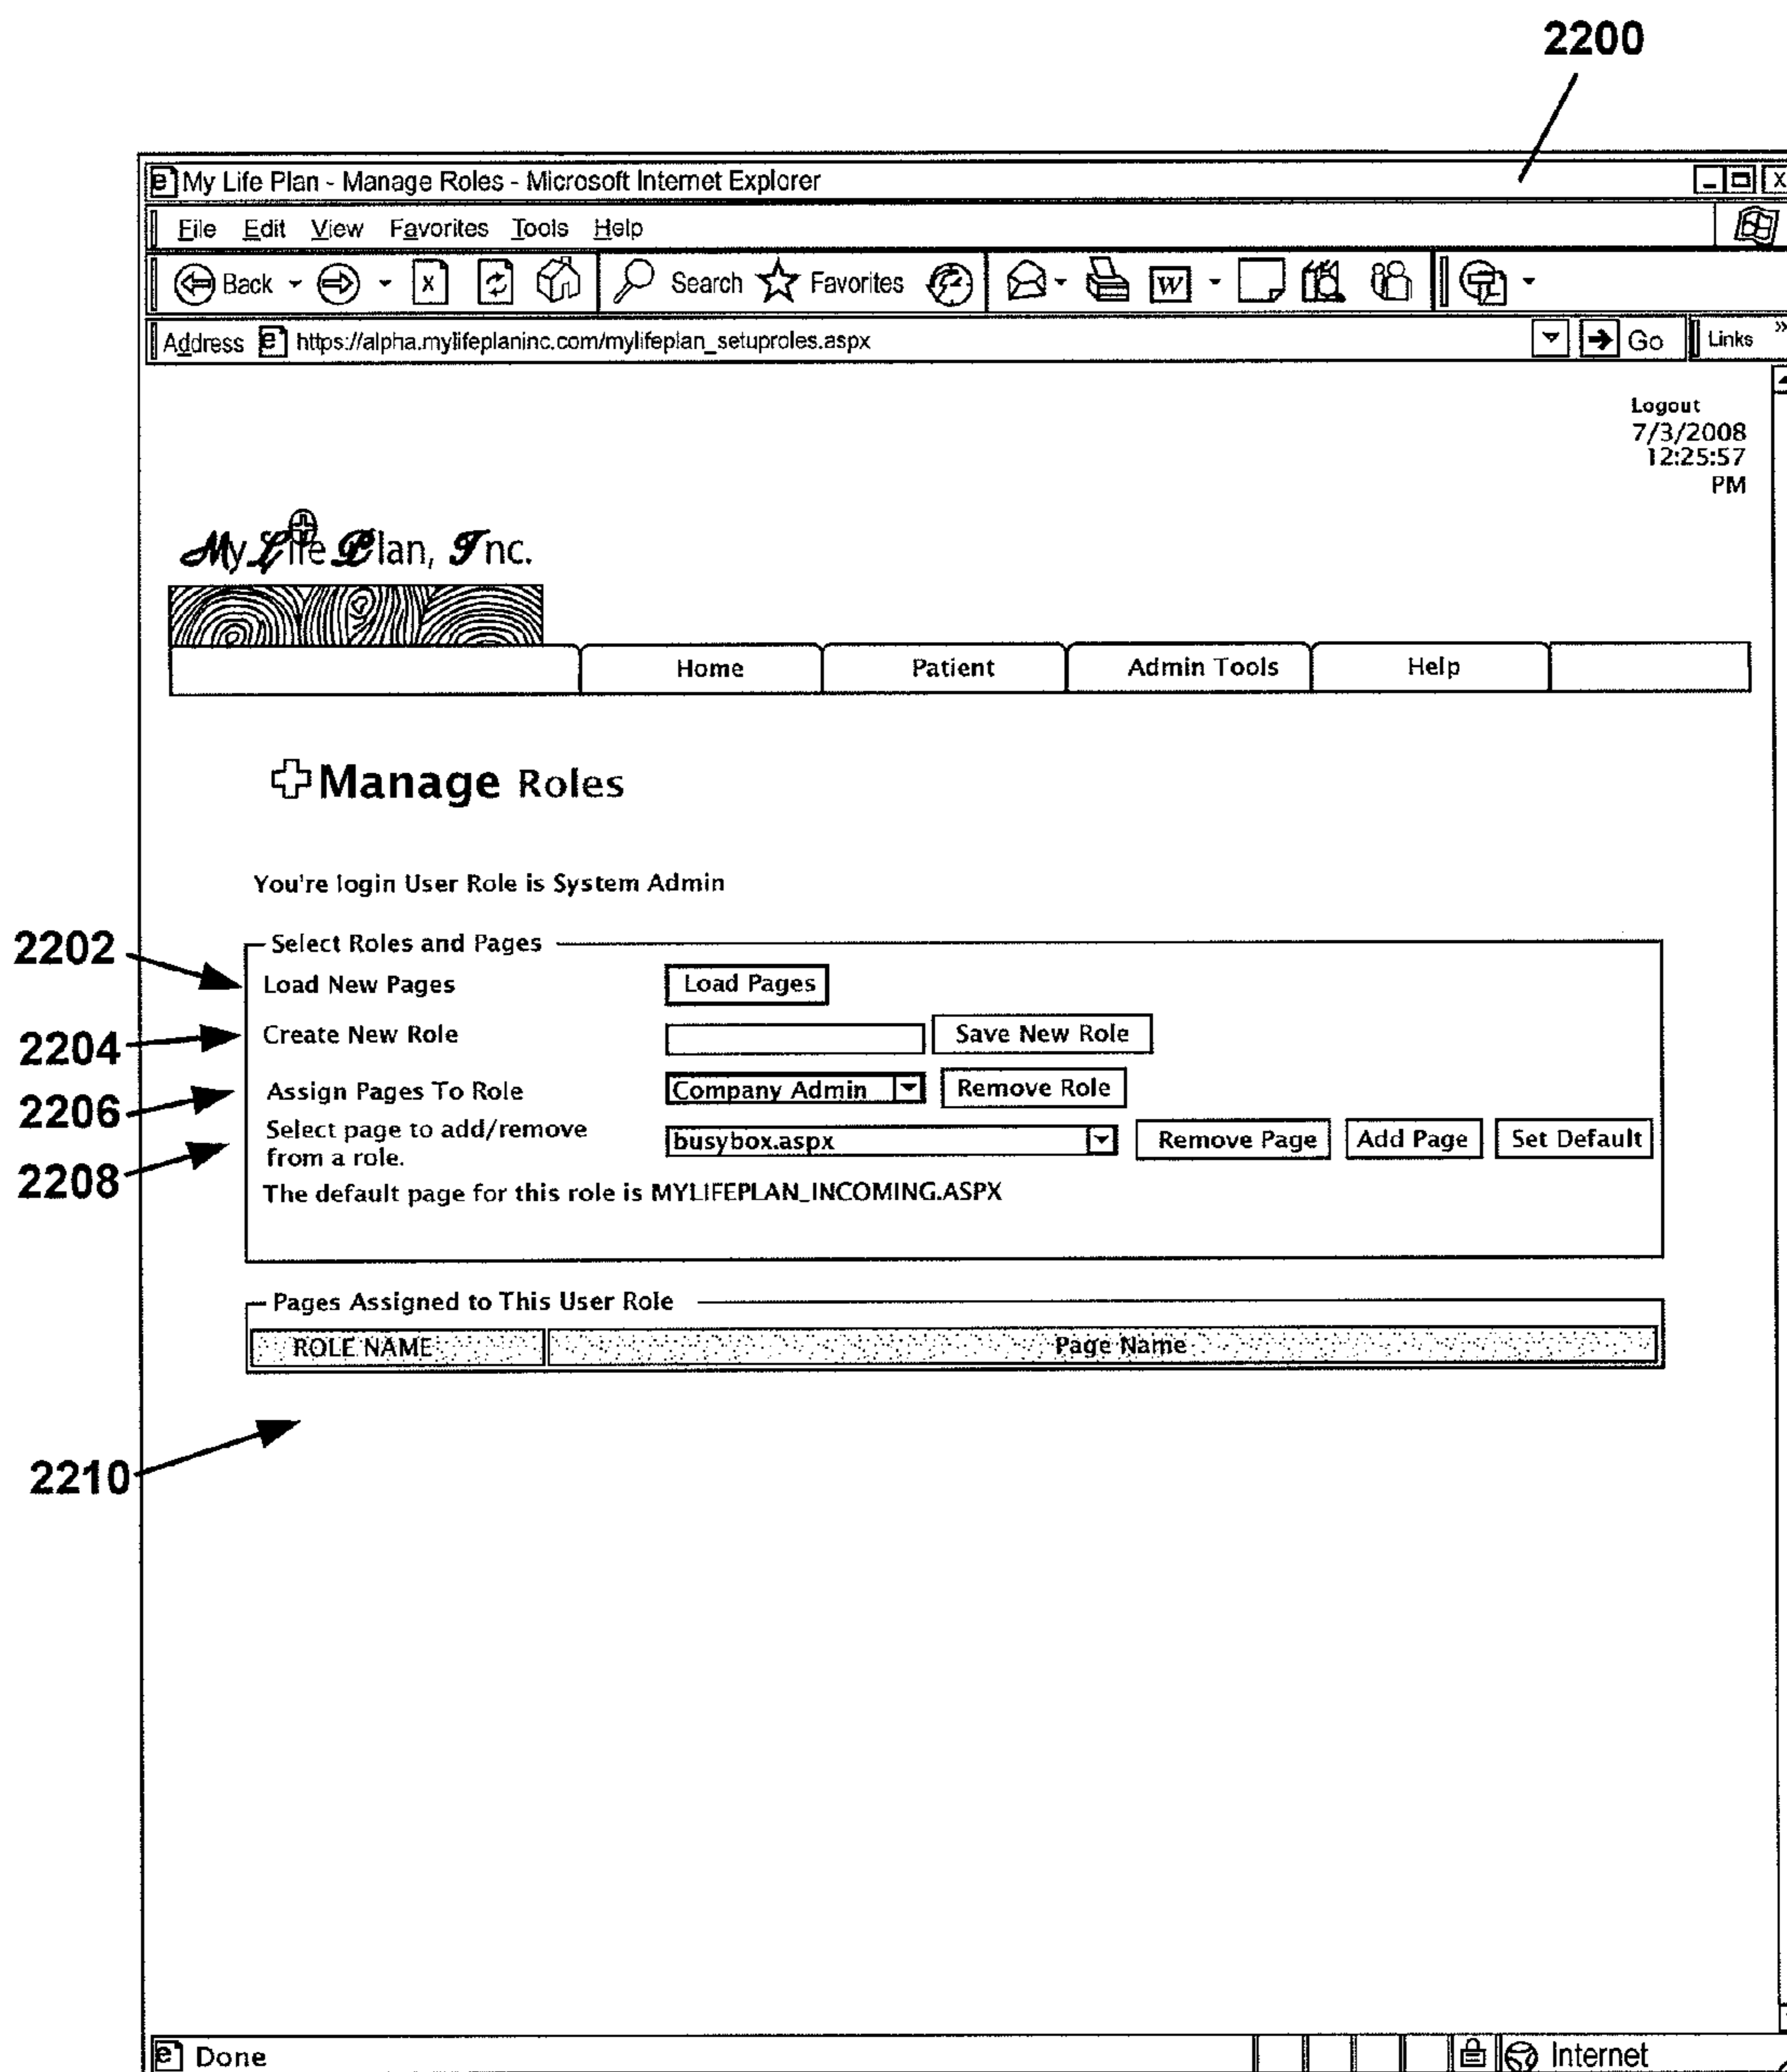 2200
My Life Plan - Manage Roles - Microsoft Internet Explorer
File Edit View Favorites Tools Help
Back Search Favorites W
Address https://alpha.mylifeplaninc.com/mylifeplan_setuproles.aspx Go Links »
Logout
7/3/2008
12:25:57
PM
My Life Plan, Inc.
Home Patient Admin Tools Help
Manage Roles
You're login User Role is System Admin
Select Roles and Pages
2202 Load New Pages Load Pages
2204 Create New Role Save New Role
2206 Assign Pages To Role Company Admin Remove Role
2208 Select page to add/remove
from a role. busybox.aspx Remove Page Add Page Set Default
The default page for this role is MYLIFEPLAN_INCOMING.ASPX
Pages Assigned to This User Role
ROLE NAME Page Name
2210
Done Internet